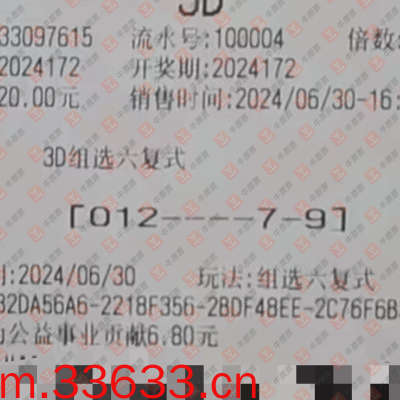 3D
33097615 流水号:100004 倍数:
2024172 开奖期:2024172
20.00元 销售时间:2024/06/30-16:
3D组选六复式
[012----7-9]
期:2024/06/30 玩法:组选六复式
B2DA56A6-2218F356-28DF48EE-2C76F6B
公益事业贡献6.80元
m.33633.cn